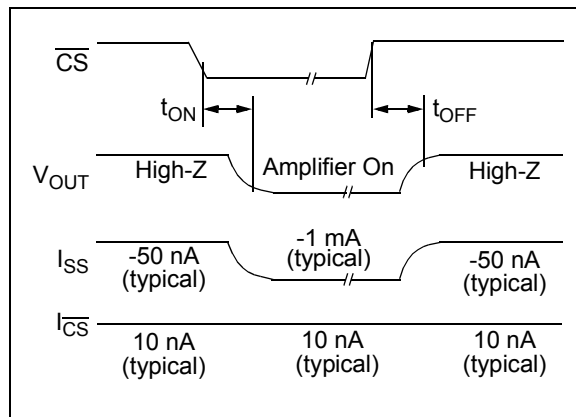 CS
tON
tOFF
VOUT
High-Z
Amplifier On
High-Z
ISS
-50 nA
(typical)
-1 mA
(typical)
-50 nA
(typical)
ICS
10 nA
(typical)
10 nA
(typical)
10 nA
(typical)